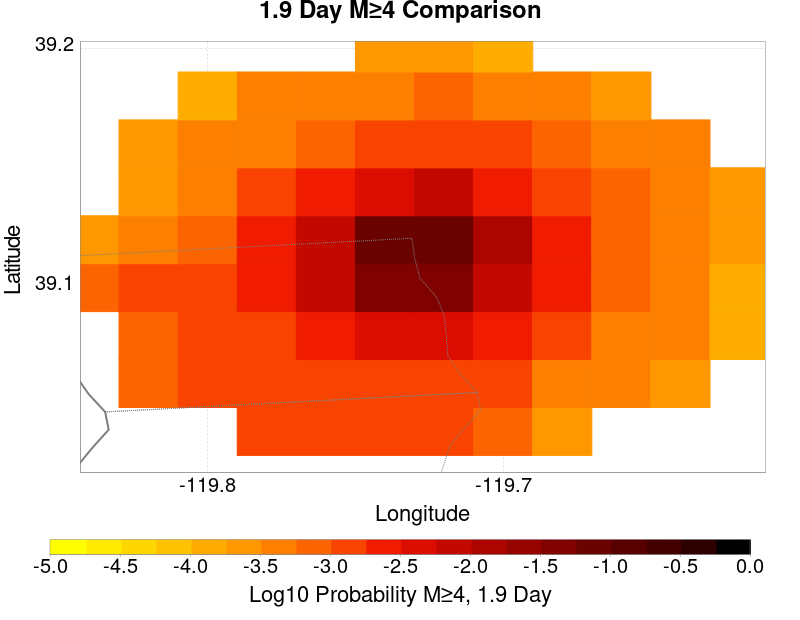 1.9 Day M≥4 Comparison
39.2
39.1
Latitude
-119.8 -119.7
Longitude
-5.0 -4.5 -4.0 -3.5 -3.0 -2.5 -2.0 -1.5 -1.0 -0.5 0.0
Log10 Probability M≥4, 1.9 Day